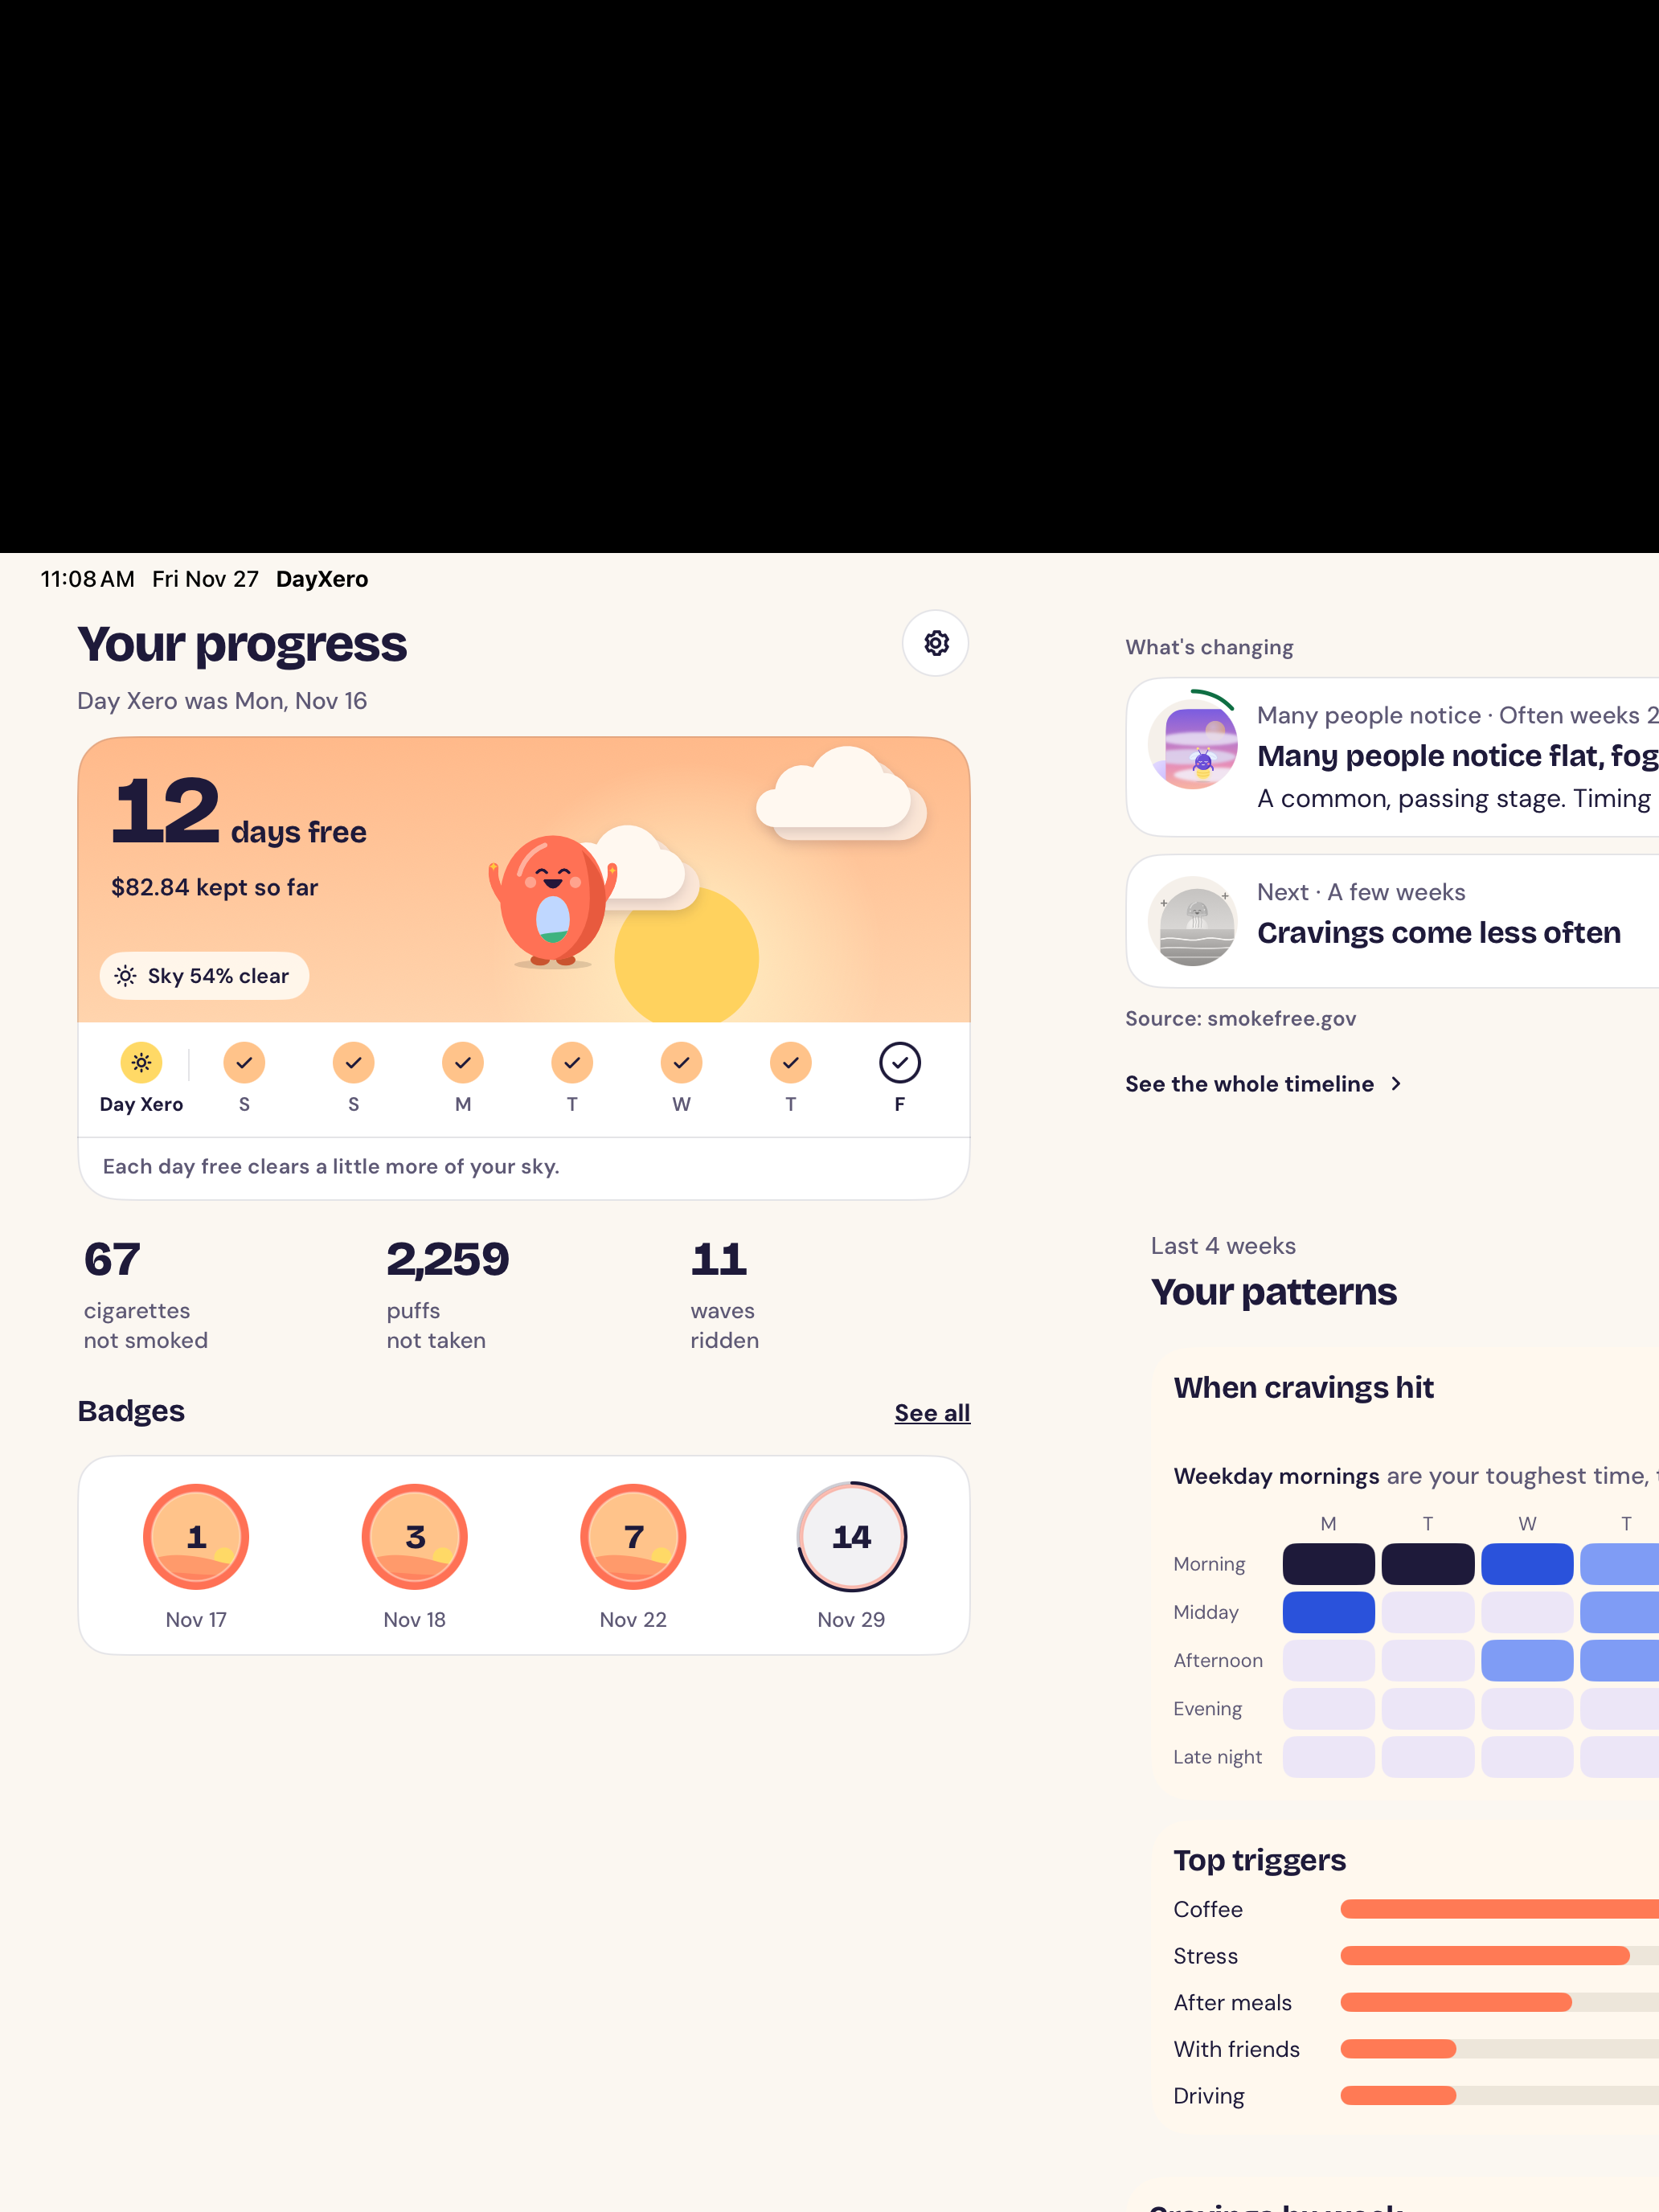 11:08 AM Fri Nov 27 DayXero
Your progress
Day Xero was Mon, Nov 16
12 days free
$82.84 kept so far
Sky 54% clear
Day Xero S S M T W T F
Each day free clears a little more of your sky.
67 2,259 11
cigarettes puffs waves
not smoked not taken ridden
Badges See all
1 3 7 14
Nov 17 Nov 18 Nov 22 Nov 29
What's changing
Many people notice · Often weeks 2
Many people notice flat, fog
A common, passing stage. Timing
Next · A few weeks
Cravings come less often
Source: smokefree.gov
See the whole timeline
Last 4 weeks
Your patterns
When cravings hit
Weekday mornings are your toughest time,
M T W T
Morning
Midday
Afternoon
Evening
Late night
Top triggers
Coffee
Stress
After meals
With friends
Driving
Cravings by week